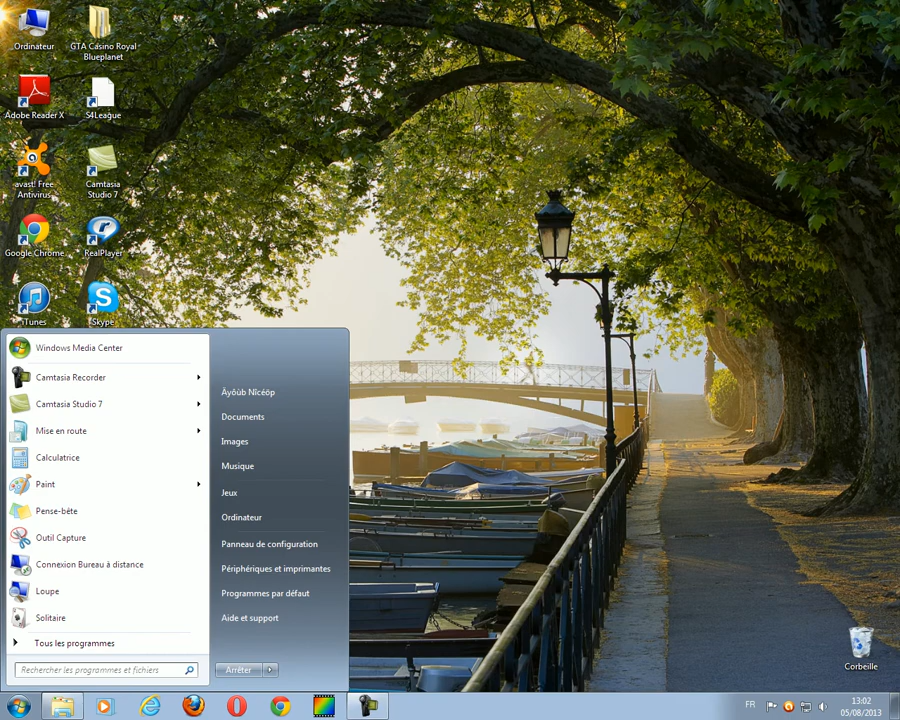 Ordinateur
GTA Casino Royal
Blueplanet
Adobe Reader X
S4League
avast! Free
Antivirus
Camtasia
Studio 7
Google Chrome
RealPlayer
iTunes
Skype
Windows Media Center
Camtasia Recorder
Camtasia Studio 7
Mise en route
Calculatrice
Paint
Pense-bête
Outil Capture
Connexion Bureau à distance
Loupe
Solitaire
Tous les programmes
Rechercher les programmes et fichiers
Äyôùb Nîcéöp
Documents
Images
Musique
Jeux
Ordinateur
Panneau de configuration
Périphériques et imprimantes
Programmes par défaut
Aide et support
Arrêter
Corbeille
FR
13:02
05/08/2013